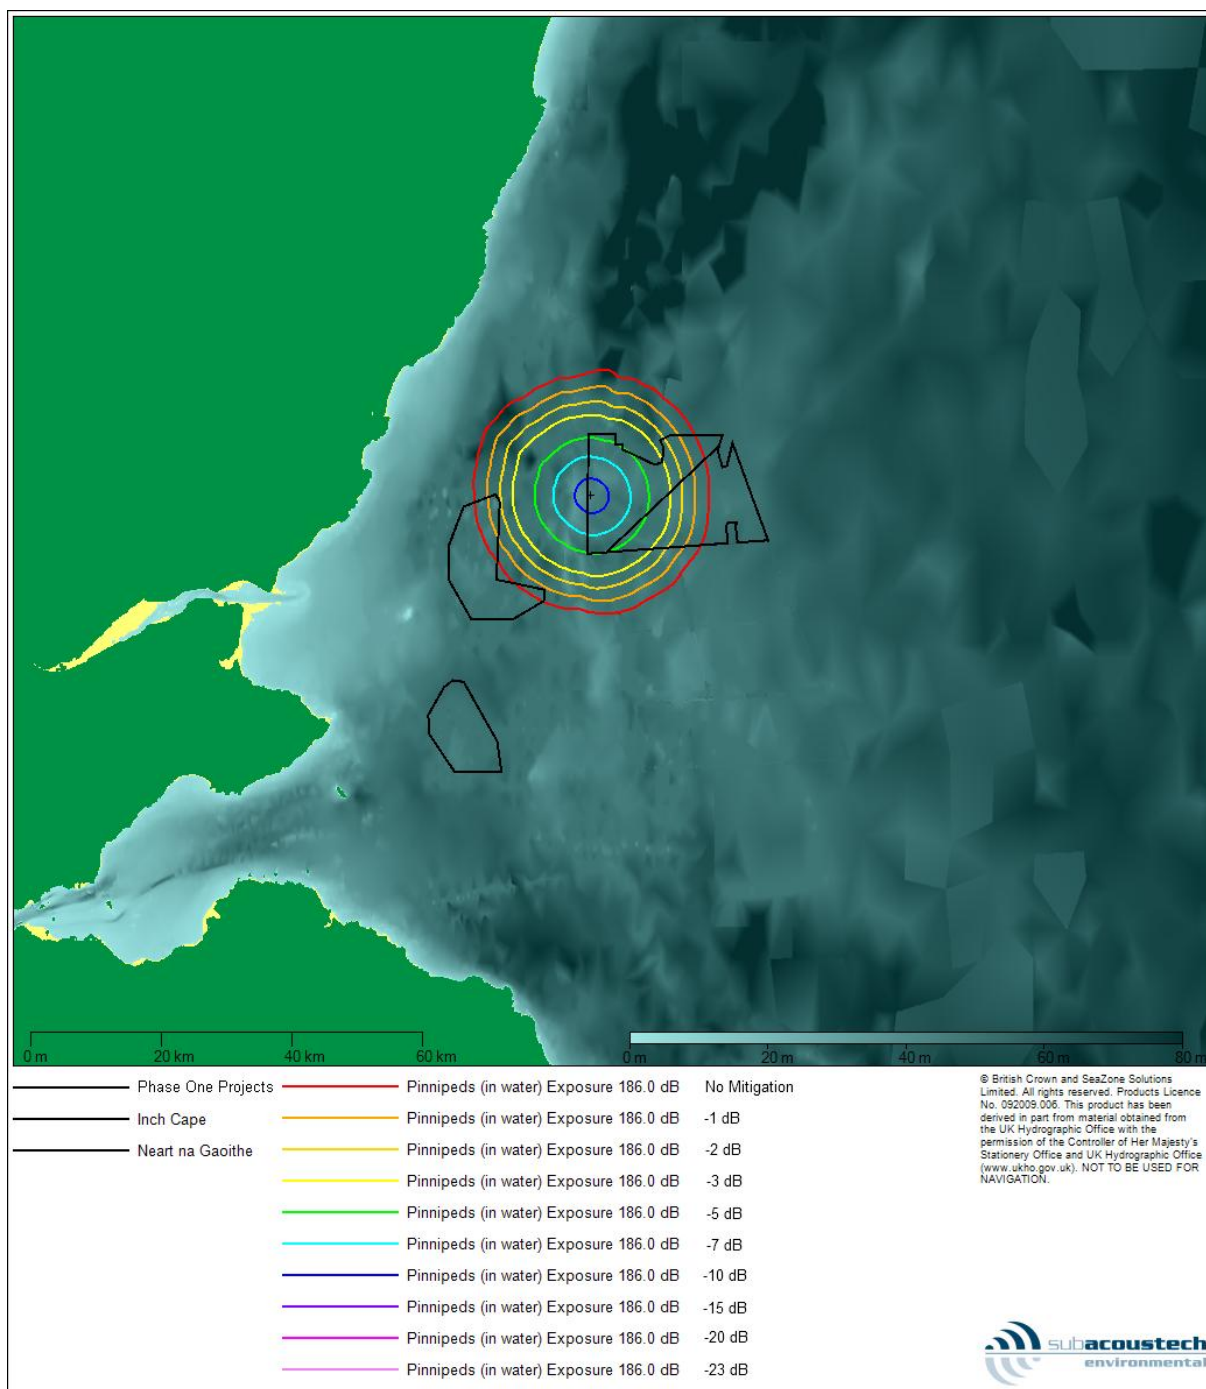 0 m 20 km 40 km 60 km
0 m 20 m 40 m 60 m 80 m
Phase One Projects
Inch Cape
Neart na Gaoithe
Pinnipeds (in water) Exposure 186.0 dB No Mitigation
Pinnipeds (in water) Exposure 186.0 dB -1 dB
Pinnipeds (in water) Exposure 186.0 dB -2 dB
Pinnipeds (in water) Exposure 186.0 dB -3 dB
Pinnipeds (in water) Exposure 186.0 dB -5 dB
Pinnipeds (in water) Exposure 186.0 dB -7 dB
Pinnipeds (in water) Exposure 186.0 dB -10 dB
Pinnipeds (in water) Exposure 186.0 dB -15 dB
Pinnipeds (in water) Exposure 186.0 dB -20 dB
Pinnipeds (in water) Exposure 186.0 dB -23 dB
© British Crown and SeaZone Solutions
Limited. All rights reserved. Products Licence
No. 092009.006. This product has been
derived in part from material obtained from
the UK Hydrographic Office with the
permission of the Controller of Her Majesty's
Stationery Office and UK Hydrographic Office
(www.ukho.gov.uk). NOT TO BE USED FOR
NAVIGATION.
subacoustech
environmental